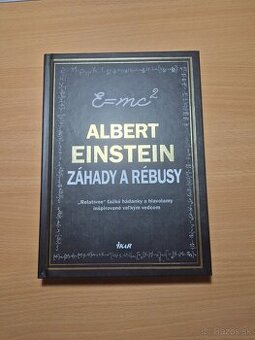 E=mc²
ALBERT
EINSTEIN
ZÁHADY A RÉBUSY
„Relatívne" ťažké hádanky a hlavolamy
inšpirované veľkým vedcom
IKAR
bazos.sk